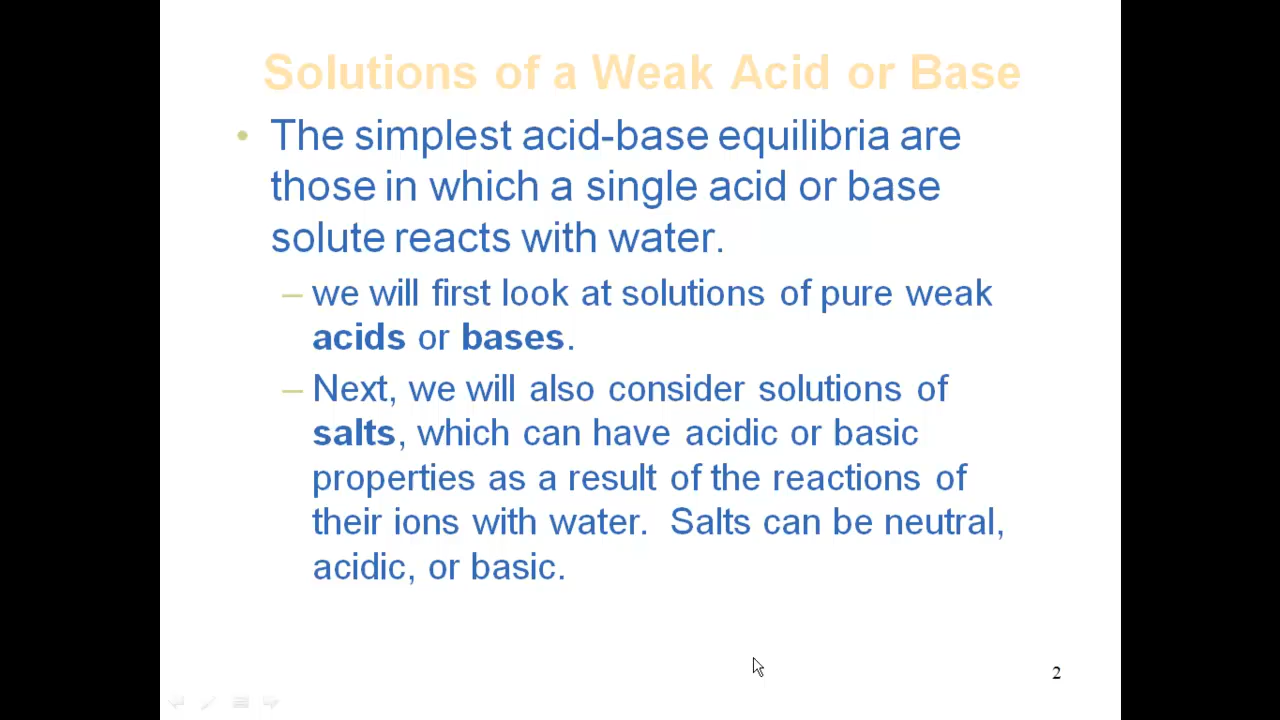 Solutions of a Weak Acid or Base
• The simplest acid-base equilibria are
those in which a single acid or base
solute reacts with water.
– we will first look at solutions of pure weak
acids or bases.
– Next, we will also consider solutions of
salts, which can have acidic or basic
properties as a result of the reactions of
their ions with water.  Salts can be neutral,
acidic, or basic.
2